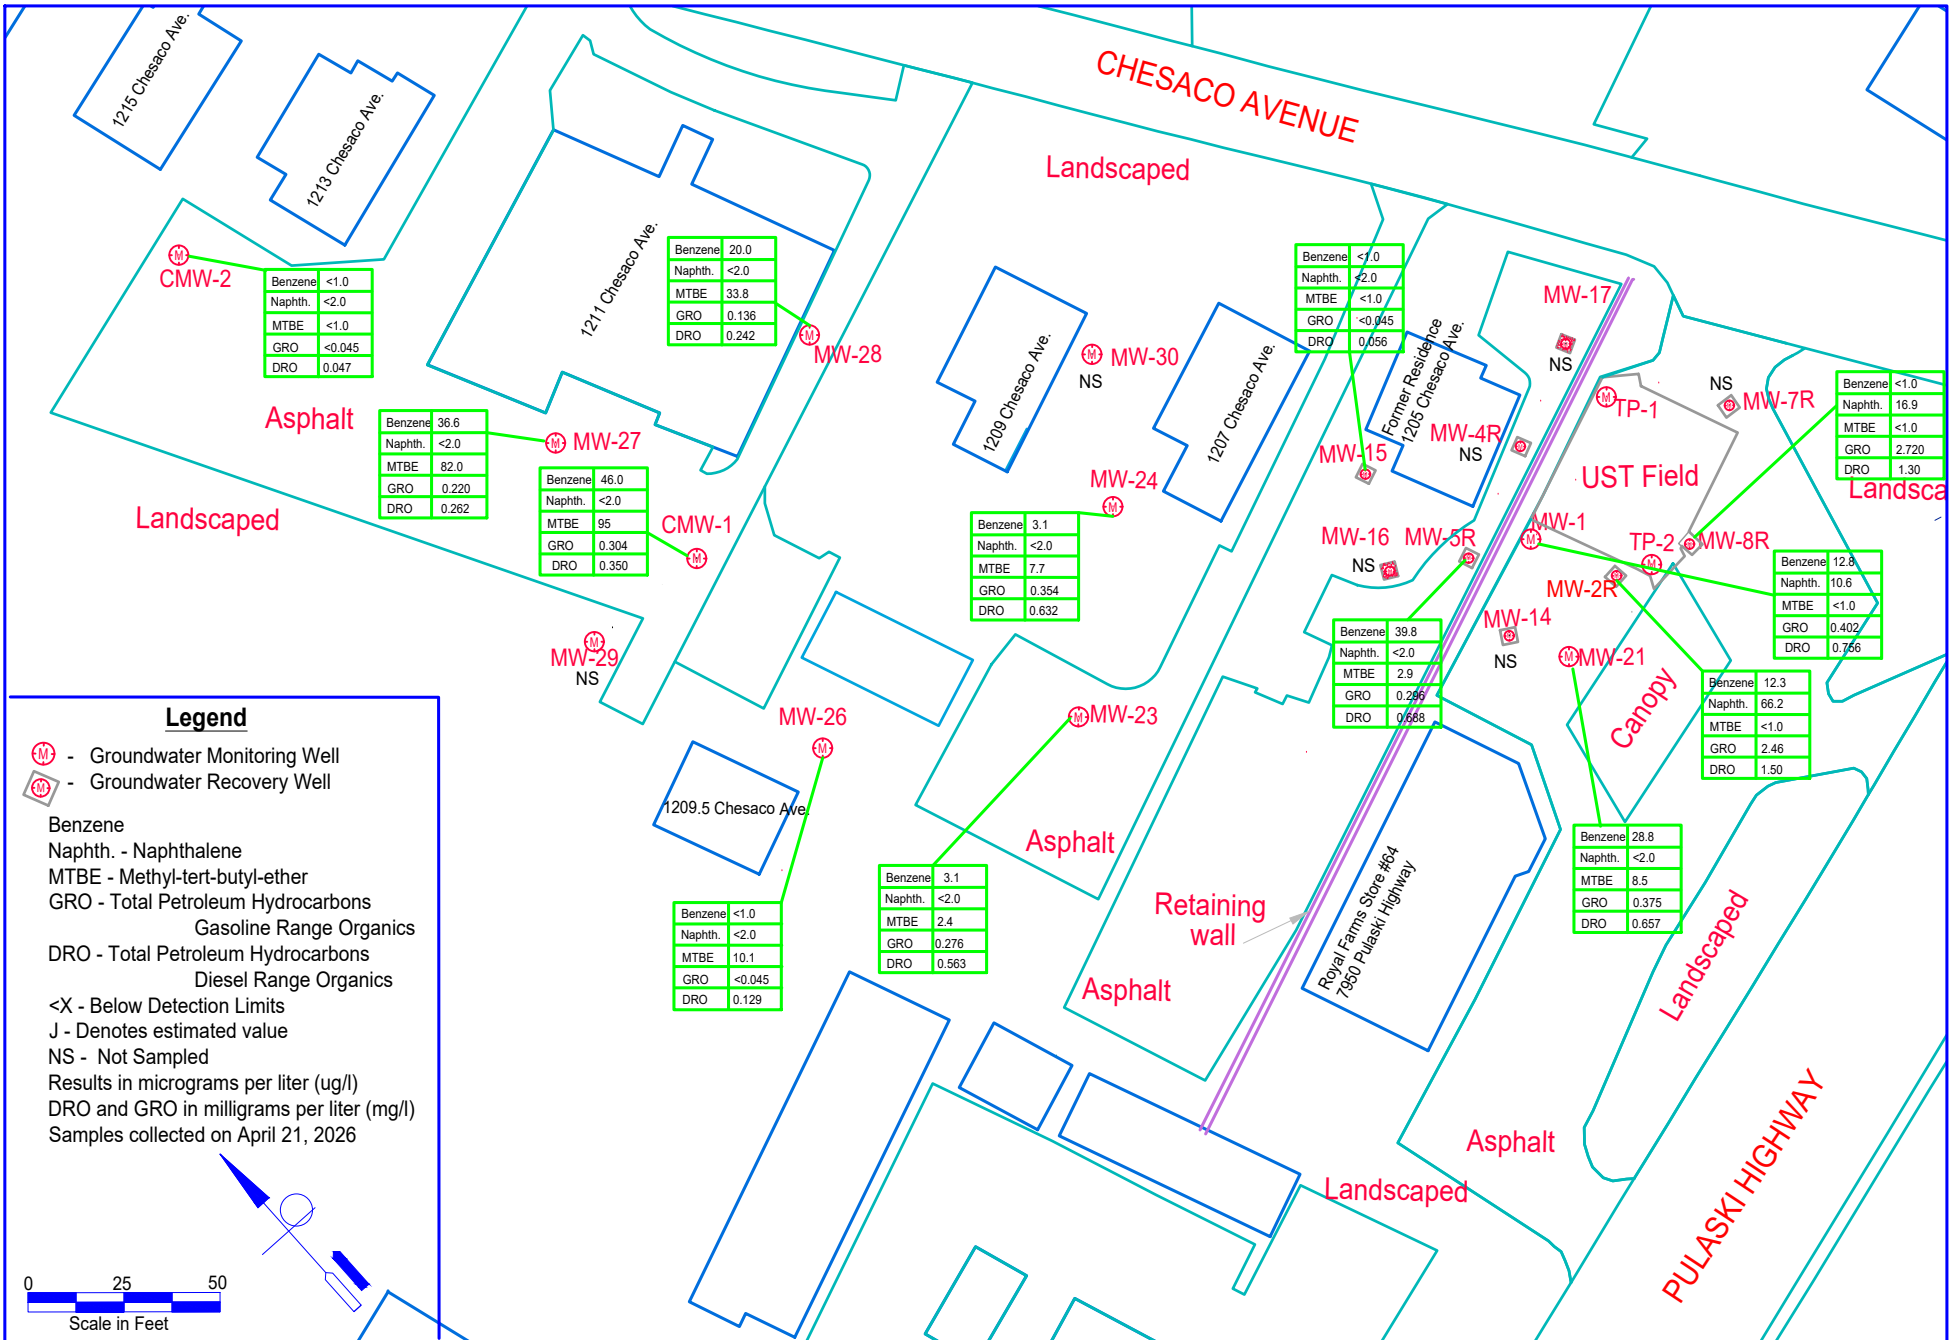 1215 Chesaco Ave.
1213 Chesaco Ave.
CHESACO AVENUE
Landscaped
CMW-2
Benzene <1.0
Naphth. <2.0
MTBE <1.0
GRO <0.045
DRO 0.047
1211 Chesaco Ave.
Benzene 20.0
Naphth. <2.0
MTBE 33.8
GRO 0.136
DRO 0.242
MW-28
1209 Chesaco Ave.
MW-30
NS
1207 Chesaco Ave.
Benzene <1.0
Naphth. <2.0
MTBE <1.0
GRO <0.045
DRO 0.056
Former Residence
1205 Chesaco Ave.
MW-17
NS
TP-1
NS
MW-7R
Benzene <1.0
Naphth. 16.9
MTBE <1.0
GRO 2.720
DRO 1.30
Landsca
Asphalt
Benzene 36.6
Naphth. <2.0
MTBE 82.0
GRO 0.220
DRO 0.262
MW-27
Benzene 46.0
Naphth. <2.0
MTBE 95
GRO 0.304
DRO 0.350
CMW-1
Landscaped
MW-24
Benzene 3.1
Naphth. <2.0
MTBE 7.7
GRO 0.354
DRO 0.632
MW-15
MW-4R
NS
UST Field
MW-16
NS
MW-5R
MW-1
TP-2
MW-8R
MW-2R
Benzene 12.8
Naphth. 10.6
MTBE <1.0
GRO 0.402
DRO 0.756
MW-14
NS
MW-21
Canopy
Benzene 39.8
Naphth. <2.0
MTBE 2.9
GRO 0.296
DRO 0.688
Benzene 12.3
Naphth. 66.2
MTBE <1.0
GRO 2.46
DRO 1.50
MW-29
NS
MW-26
MW-23
1209.5 Chesaco Ave.
Asphalt
Benzene 28.8
Naphth. <2.0
MTBE 8.5
GRO 0.375
DRO 0.657
Benzene <1.0
Naphth. <2.0
MTBE 10.1
GRO <0.045
DRO 0.129
Benzene 3.1
Naphth. <2.0
MTBE 2.4
GRO 0.276
DRO 0.563
Retaining
wall
Royal Farms Store #64
7950 Pulaski Highway
Asphalt
Landscaped
Asphalt
Landscaped
PULASKI HIGHWAY
Legend
M - Groundwater Monitoring Well
M - Groundwater Recovery Well
Benzene
Naphth. - Naphthalene
MTBE - Methyl-tert-butyl-ether
GRO - Total Petroleum Hydrocarbons
Gasoline Range Organics
DRO - Total Petroleum Hydrocarbons
Diesel Range Organics
<X - Below Detection Limits
J - Denotes estimated value
NS - Not Sampled
Results in micrograms per liter (ug/l)
DRO and GRO in milligrams per liter (mg/l)
Samples collected on April 21, 2026
0 25 50
Scale in Feet